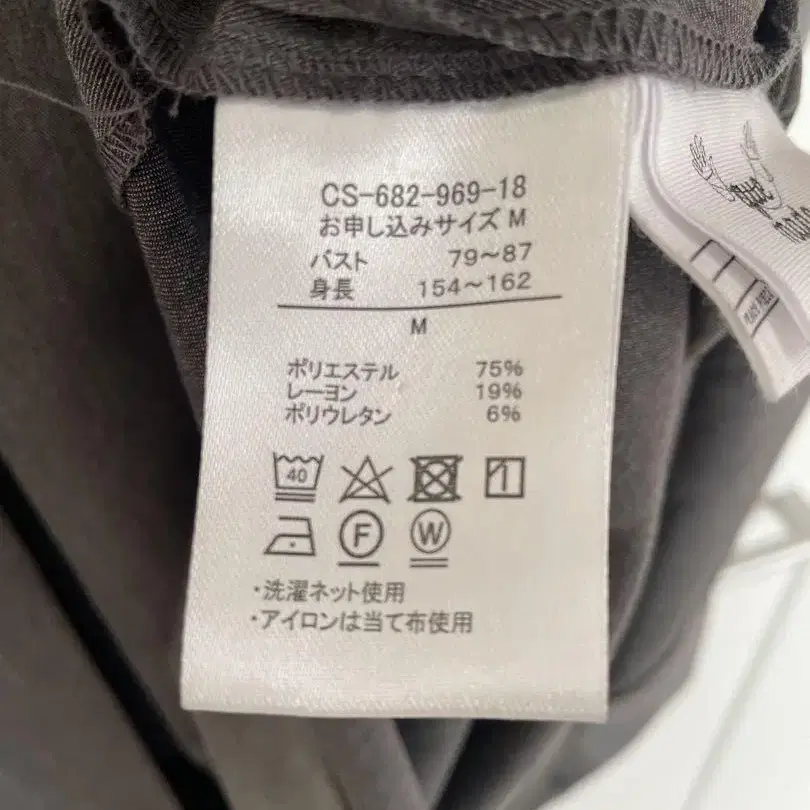 CS-682-969-18
お申し込みサイズ M
バスト 79~87
身長 154~162
M
ポリエステル 75%
レーヨン 19%
ポリウレタン 6%
40
F W
・洗濯ネット使用
・アイロンは当て布使用